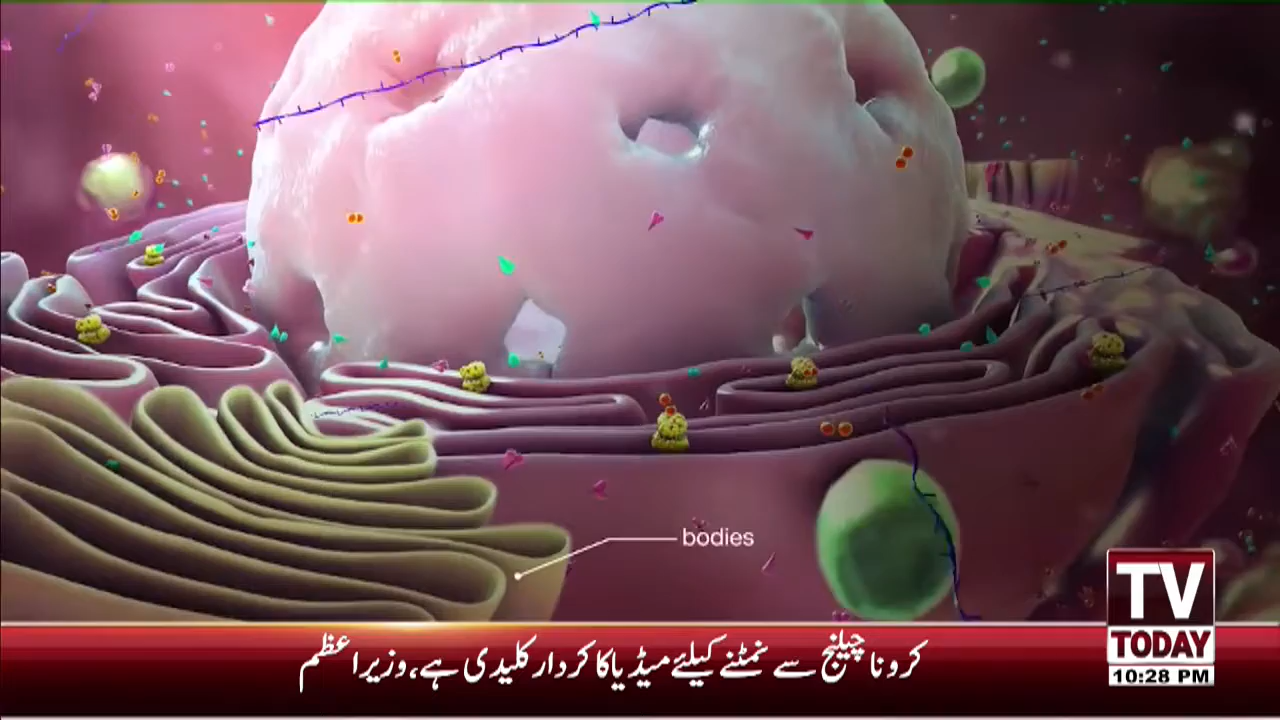 bodies
TV
TODAY
10:28 PM
کرونا چیلنج سے نمٹنے کیلئے میڈیا کا کردار کلیدی ہے، وزیراعظم